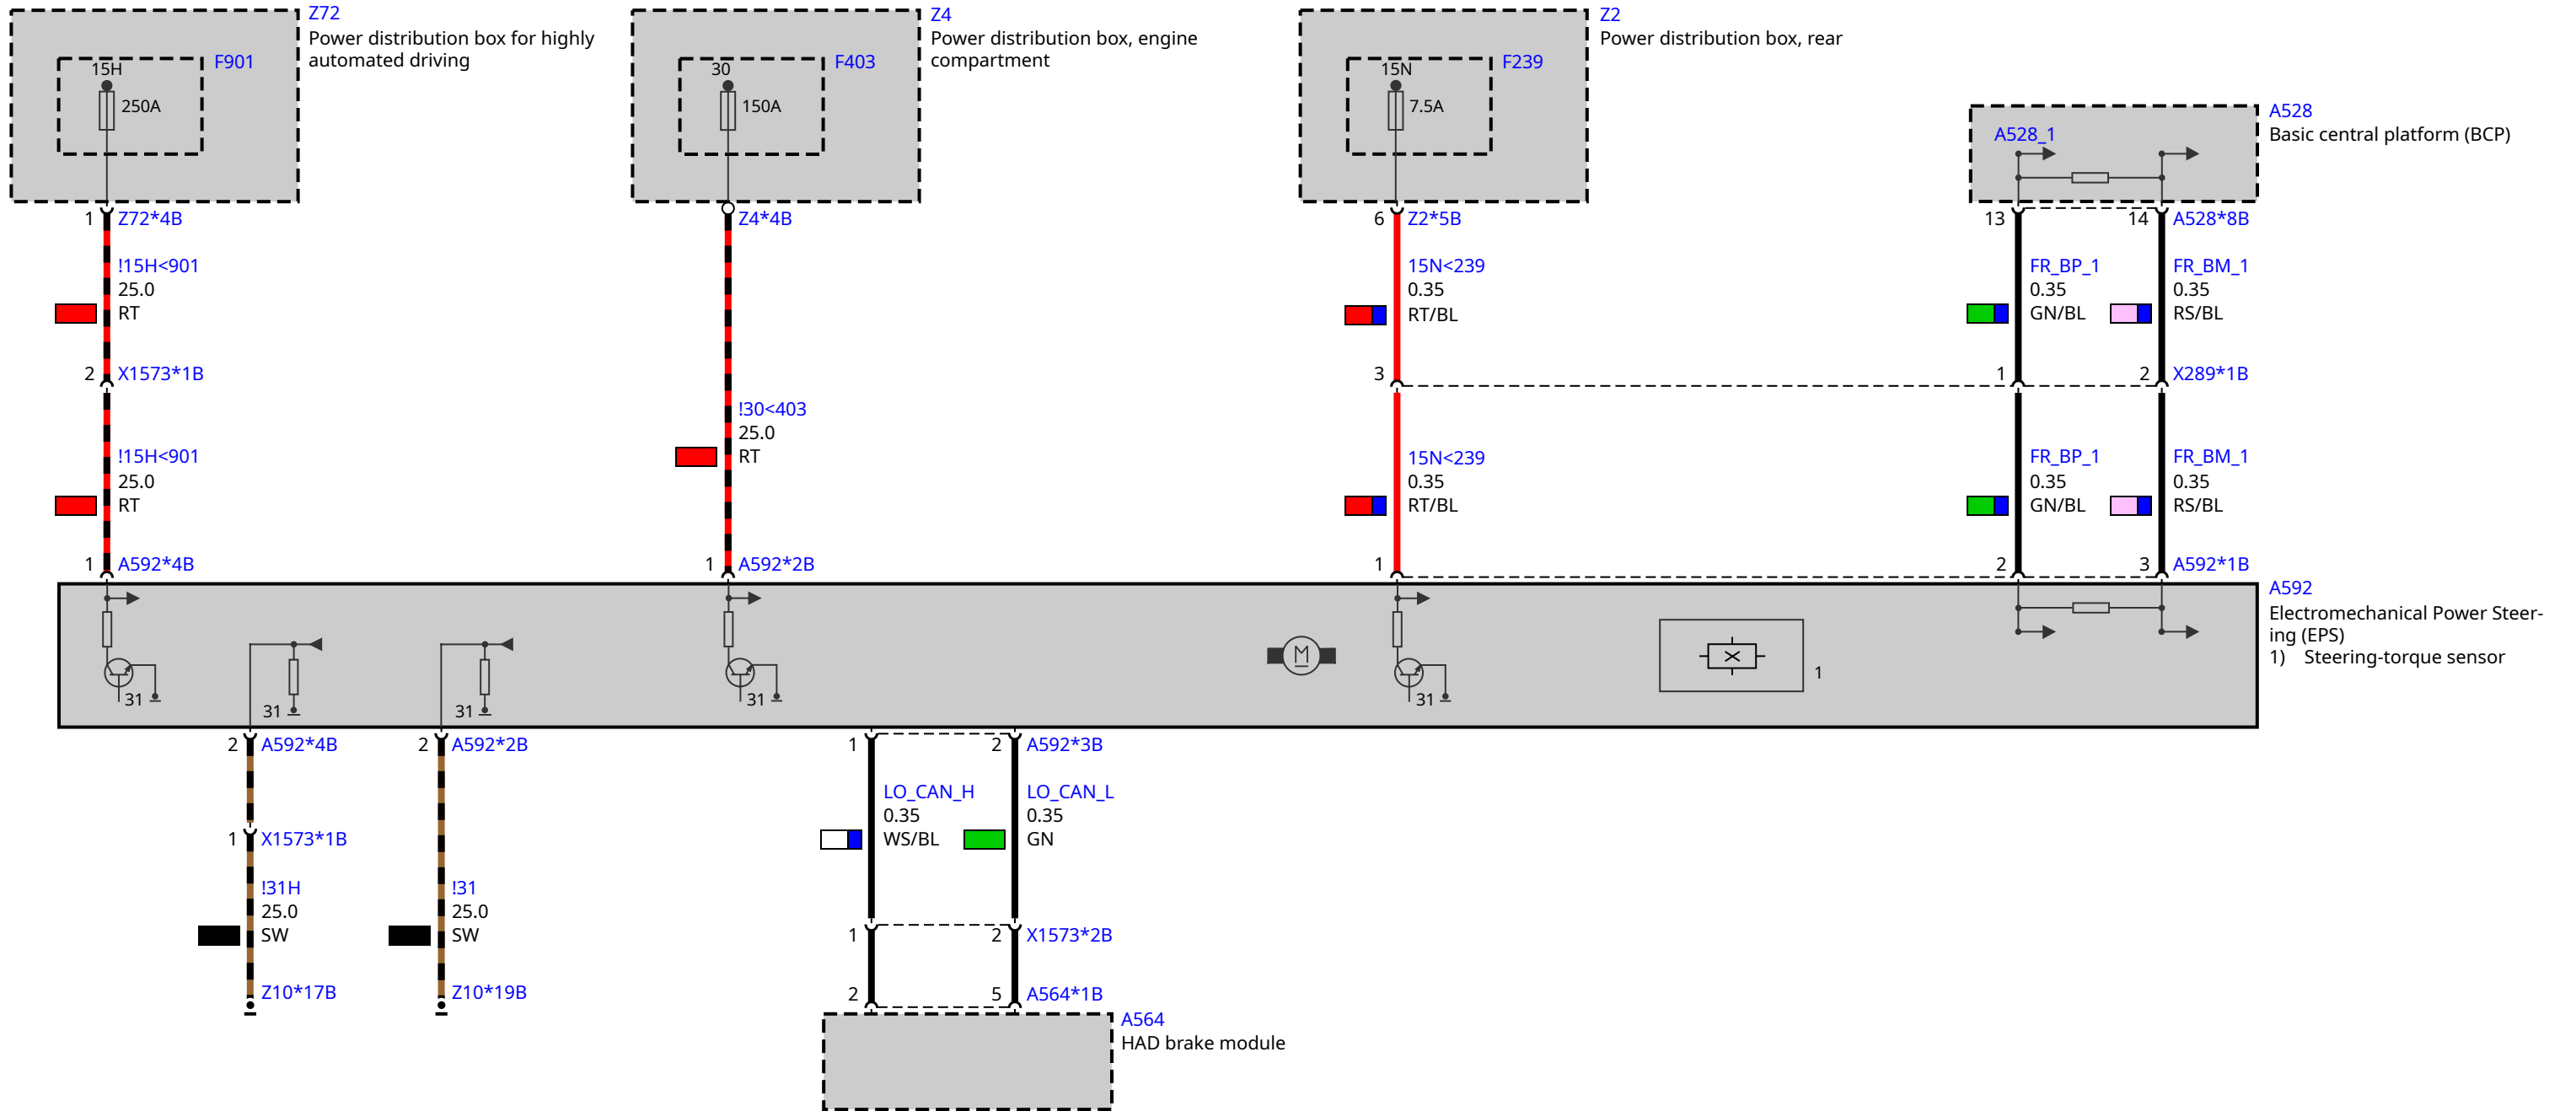 Z72
Power distribution box for highly
automated driving
F901
15H
250A
Z4
Power distribution box, engine
compartment
F403
30
150A
Z2
Power distribution box, rear
F239
15N
7.5A
A528
Basic central platform (BCP)
A528_1
1 Z72*4B
Z4*4B
6 Z2*5B
13 14 A528*8B
!15H<901
25.0
RT
15N<239
0.35
RT/BL
FR_BP_1
0.35
GN/BL
FR_BM_1
0.35
RS/BL
2 X1573*1B
3
1 2 X289*1B
!30<403
25.0
RT
!15H<901
25.0
RT
15N<239
0.35
RT/BL
FR_BP_1
0.35
GN/BL
FR_BM_1
0.35
RS/BL
1 A592*4B
1 A592*2B
1
2 3 A592*1B
A592
Electromechanical Power Steer-
ing (EPS)
1) Steering-torque sensor
31
31
31
31
M
31
1
2 A592*4B
2 A592*2B
1 2 A592*3B
LO_CAN_H
0.35
WS/BL
LO_CAN_L
0.35
GN
1 X1573*1B
!31H
25.0
SW
!31
25.0
SW
1 2 X1573*2B
Z10*17B
Z10*19B
2 5 A564*1B
A564
HAD brake module